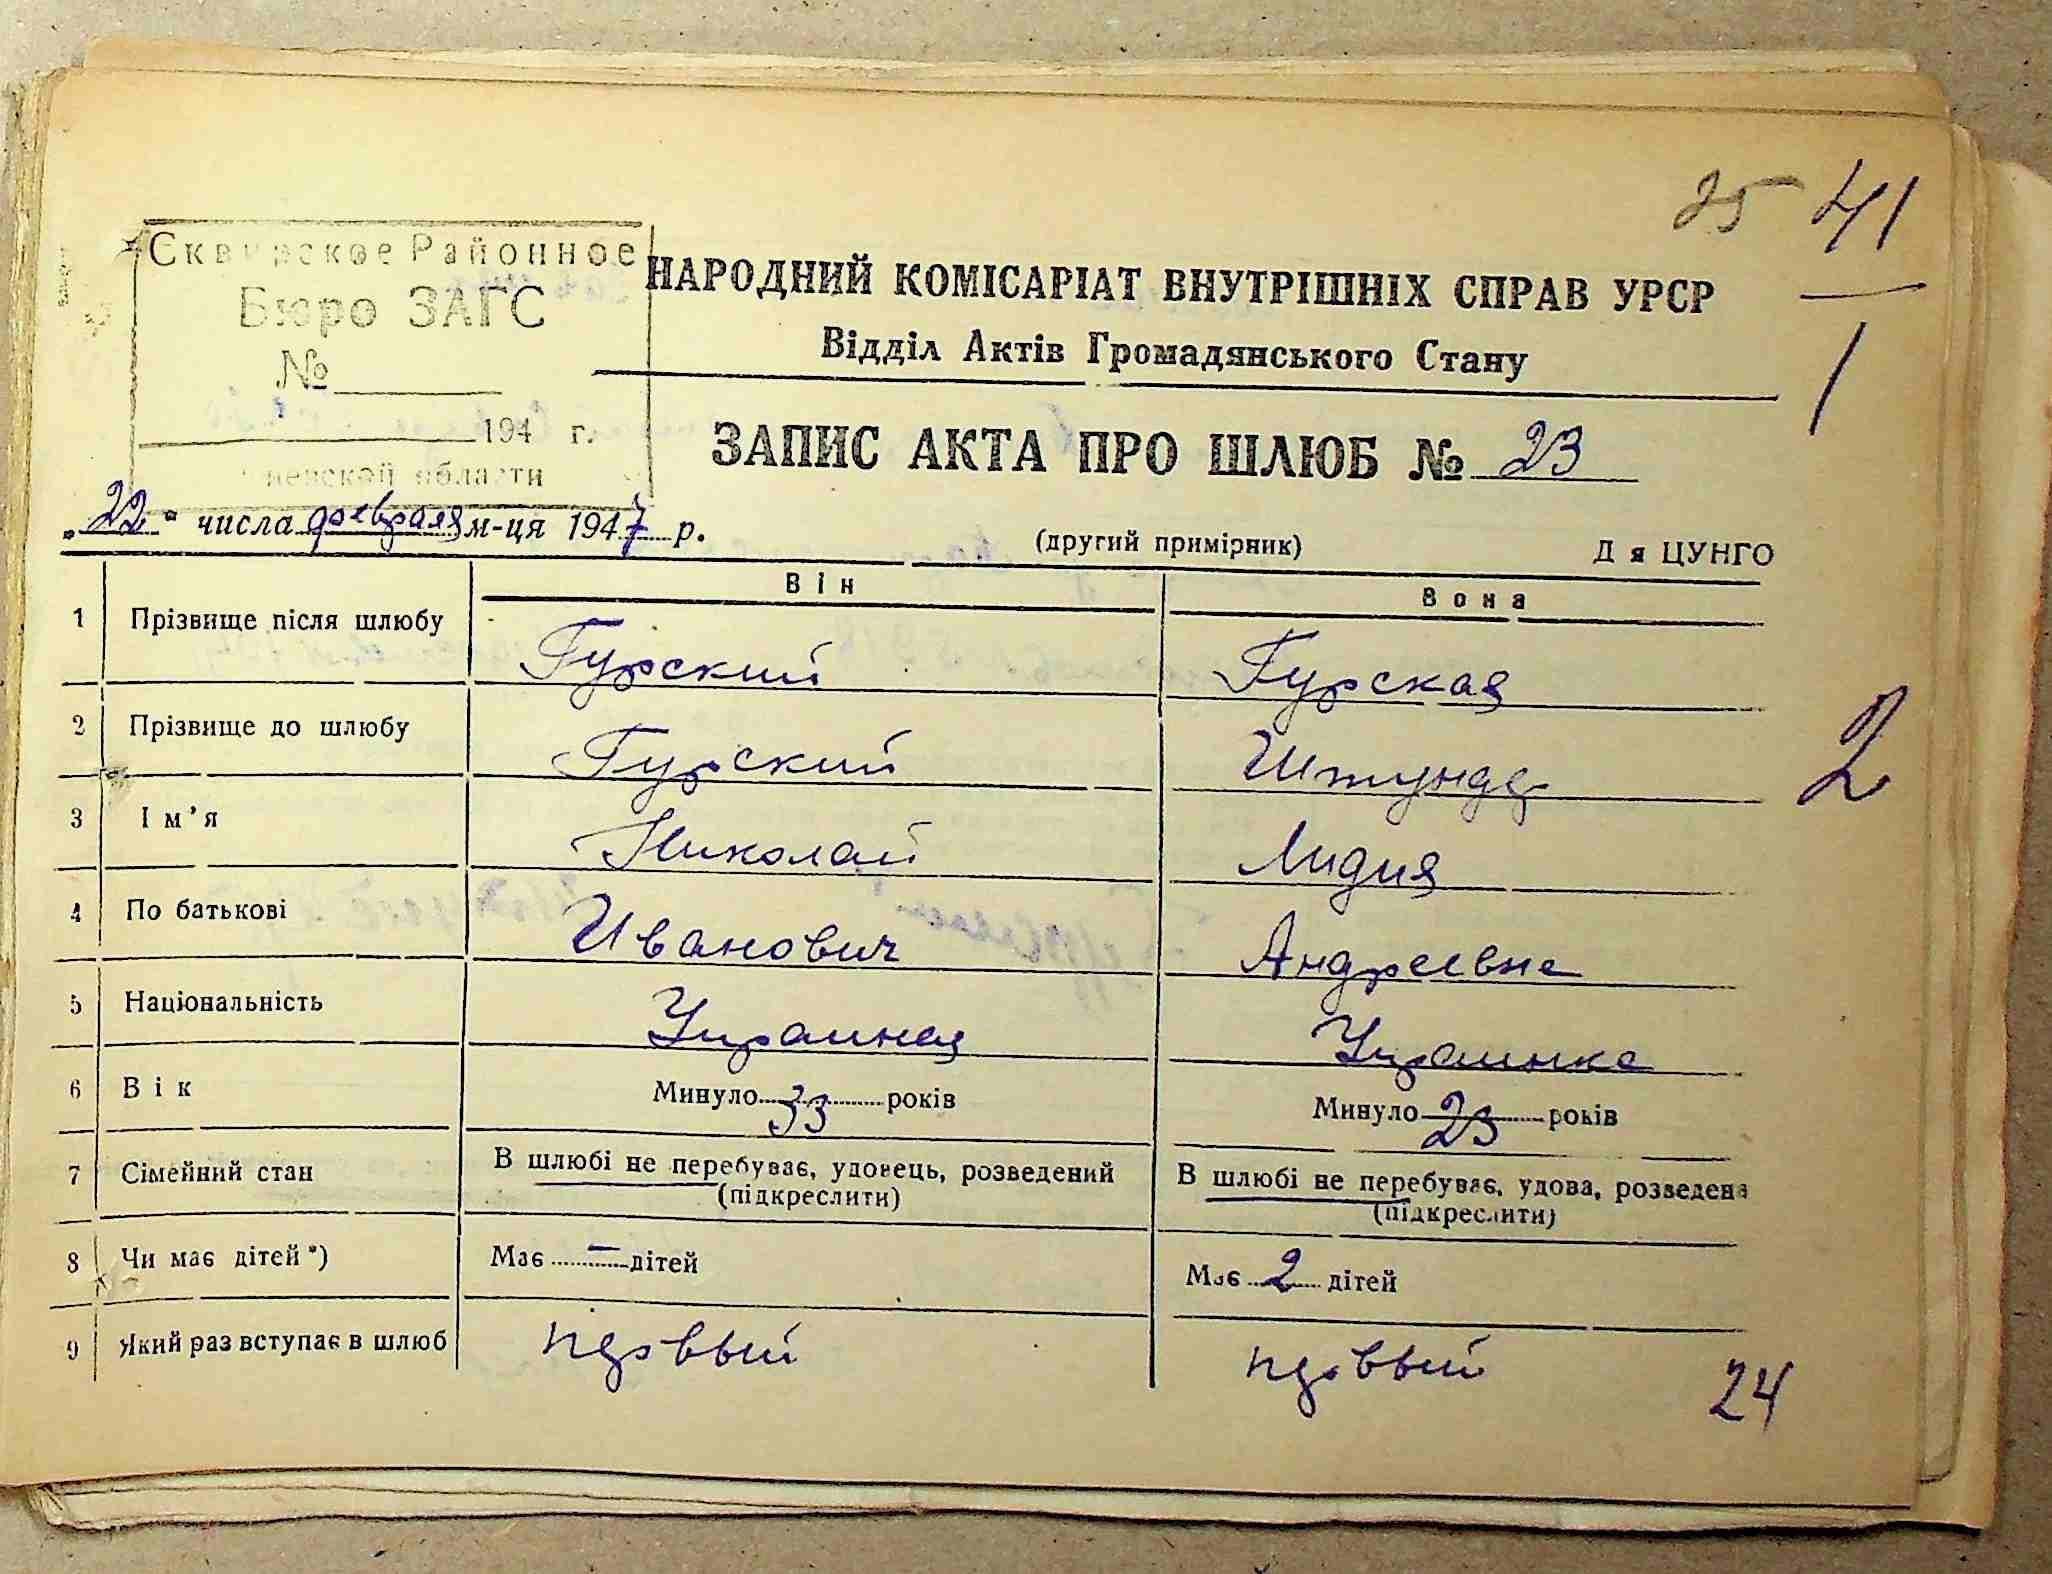 25 41
1
Сквирское Районное
Бюро ЗАГС
№
194 г.
области
НАРОДНИЙ КОМІСАРІАТ ВНУТРІШНІХ СПРАВ УРСР
Відділ Актів Громадянського Стану
ЗАПИС АКТА ПРО ШЛЮБ № 23
„22“ числа февраля м-ця 1947 р.
(другий примірник) Д я ЦУНГО
Він Вона
1 Прізвище після шлюбу Гурский Гурская
2 Прізвище до шлюбу Гурский Штунда
2
3 Ім'я Николай Лидия
4 По батькові Иванович Андреевна
5 Національність Украинец Украинка
6 Вік Минуло 33 років Минуло 23 років
7 Сімейний стан В шлюбі не перебуває, удовець, розведений В шлюбі не перебуває, удова, розведена
(підкреслити) (підкреслити)
8 Чи має дітей*) Має — дітей Має 2 дітей
9 Який раз вступає в шлюб первый первый
24